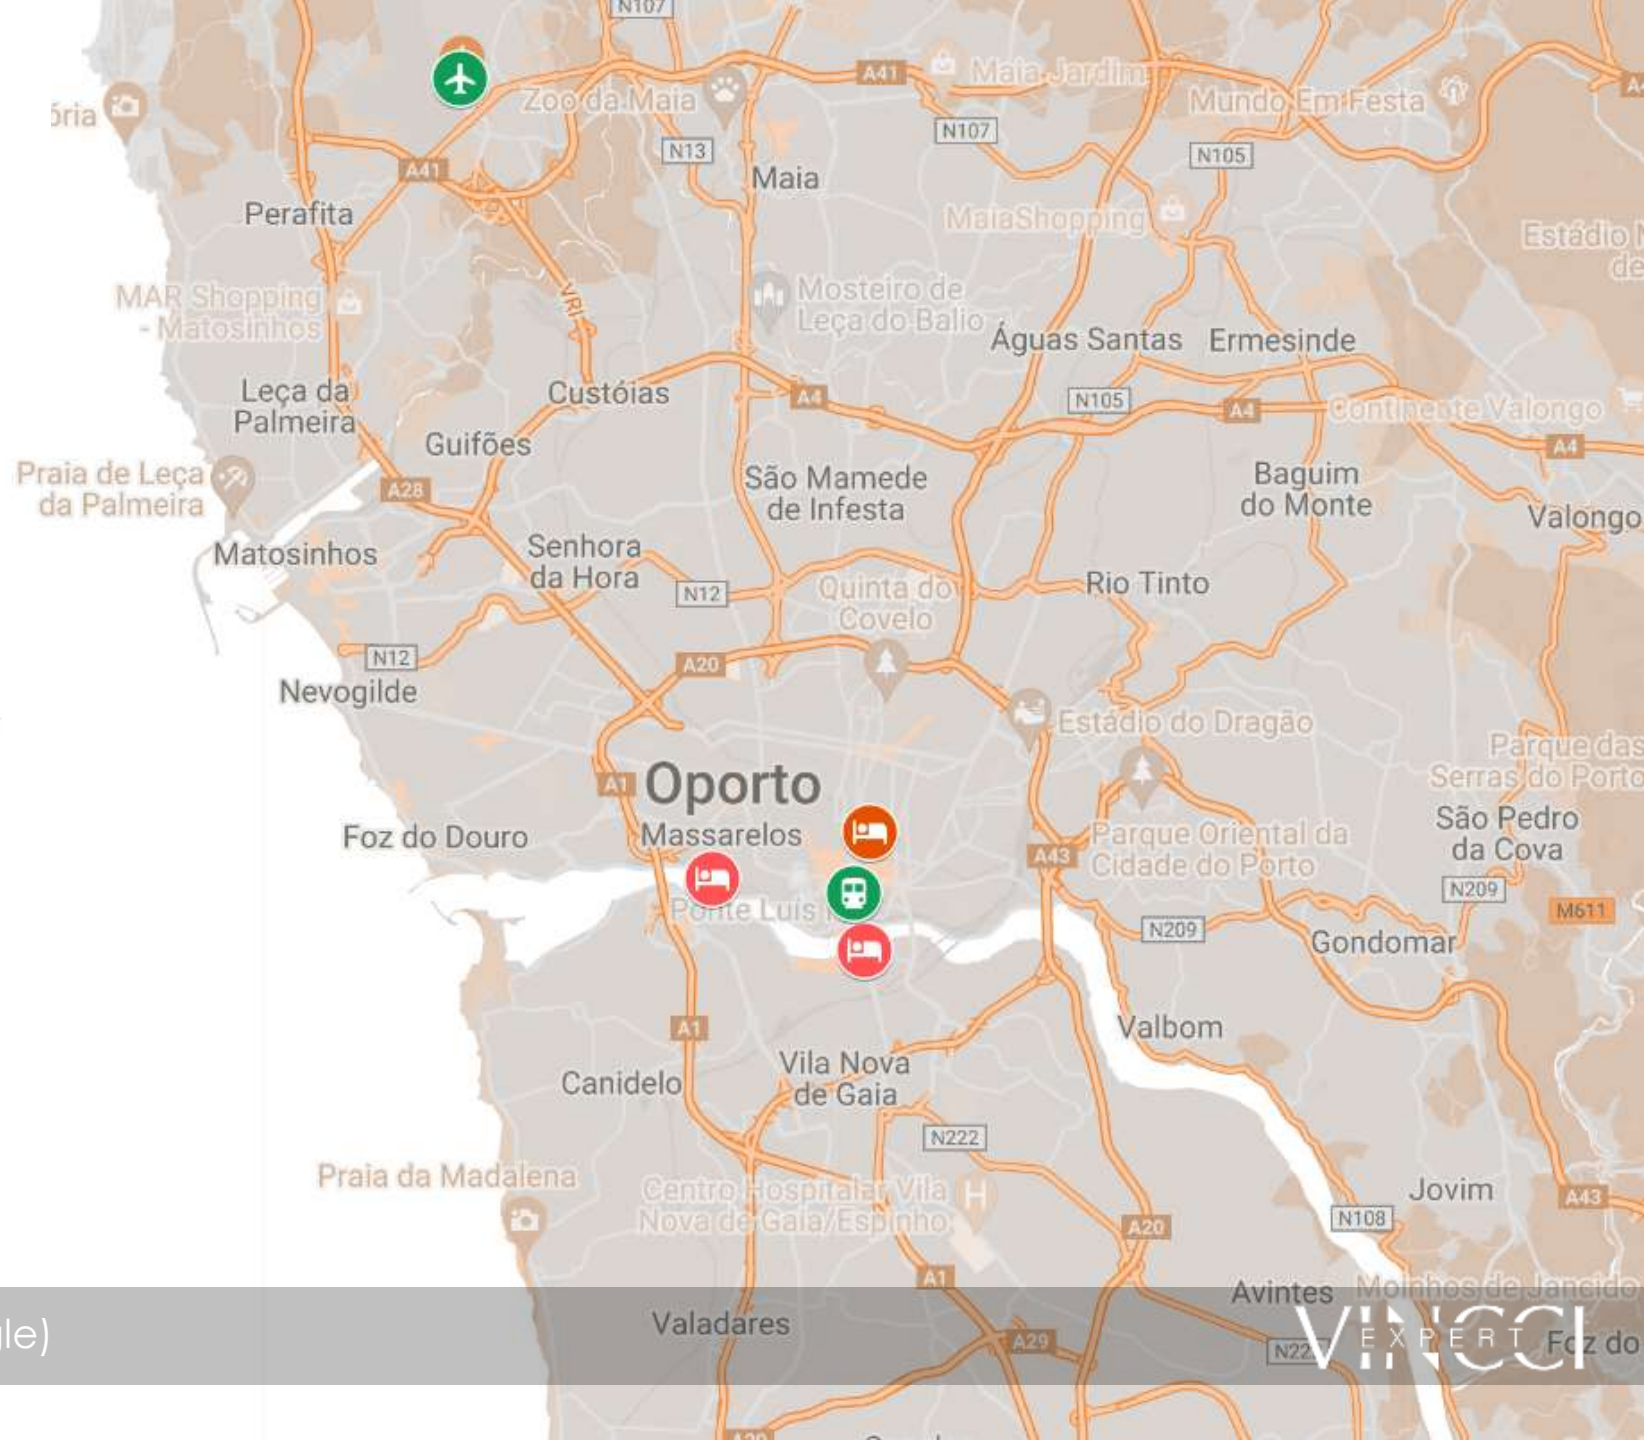 N107
A41
Maia Jardim
Zoo da Maia
Mundo Em Festa
ória
N107
N13
N105
A41
Maia
Perafita
MaiaShopping
Estádio
de
MAR Shopping
- Matosinhos
VRI
Mosteiro de
Leça do Balio
Águas Santas
Ermesinde
Leça da
Palmeira
Custóias
A4
N105
A4
Continente Valongo
Guifões
A4
Praia de Leça
da Palmeira
A28
São Mamede
de Infesta
Baguim
do Monte
Valongo
Matosinhos
Senhora
da Hora
N12
Quinta do
Covelo
Rio Tinto
N12
A20
Nevogilde
Estádio do Dragão
Parque das
Serras do Porto
A1
Oporto
Massarelos
Foz do Douro
São Pedro
da Cova
A43
Parque Oriental da
Cidade do Porto
N209
Ponte Luís
M611
N209
Gondomar
A1
Valbom
Vila Nova
de Gaia
Canidelo
N222
Praia da Madalena
Centro Hospitalar Vila
Nova de Gaia/Espinho
H
Jovim
A43
N108
A20
A1
Avintes
Moinhos de Jancido
gle)
Valadares
A29
N22
VINCCI
EXPERT
Foz do
A29